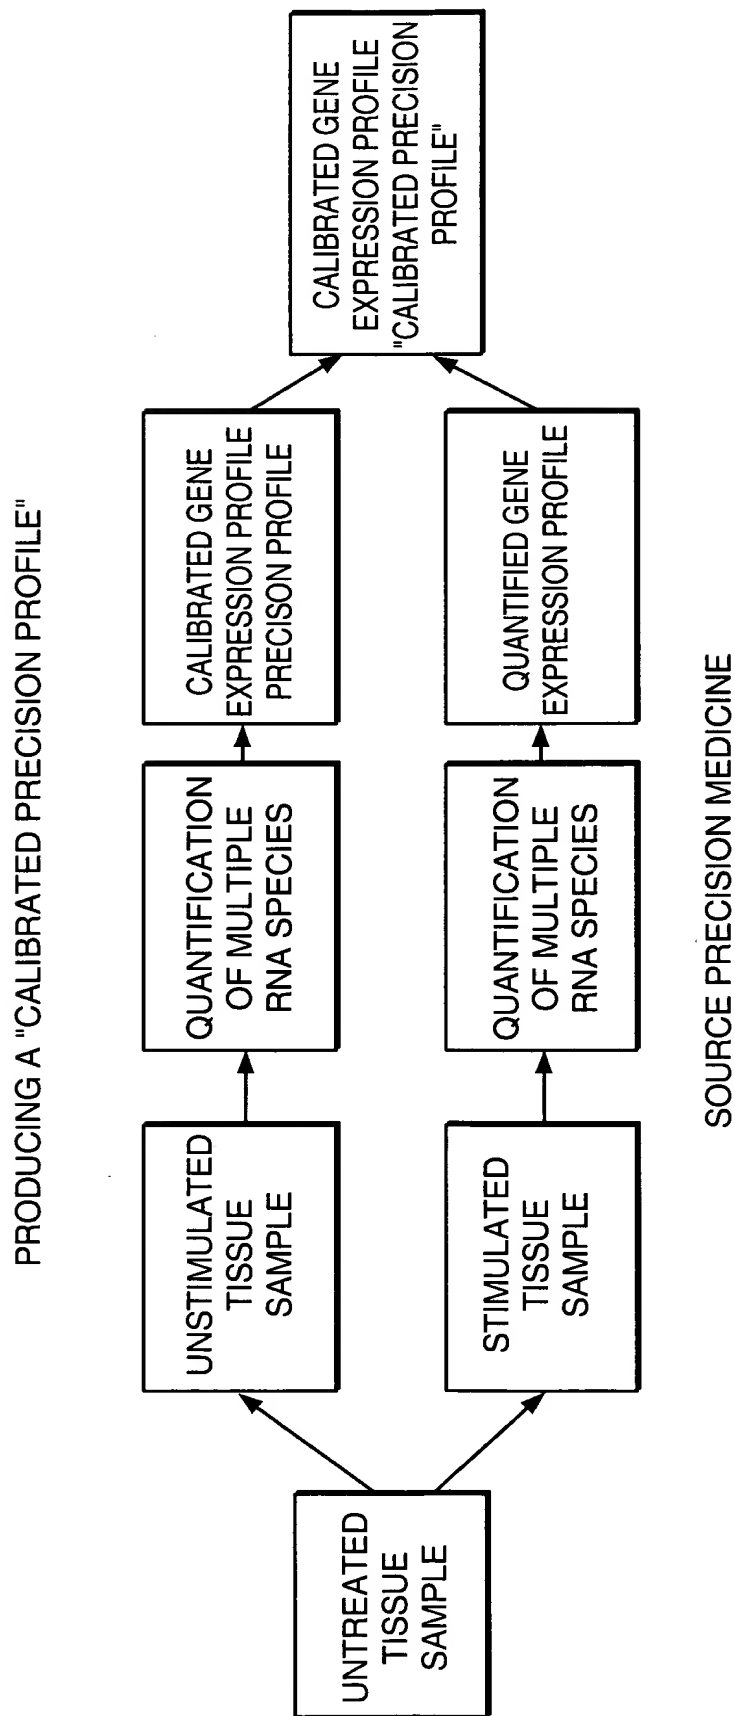 PRODUCING A "CALIBRATED PRECISION PROFILE"
UNTREATED
TISSUE
SAMPLE
UNSTIMULATED
TISSUE
SAMPLE
QUANTIFICATION
OF MULTIPLE
RNA SPECIES
CALIBRATED GENE
EXPRESSION PROFILE
PRECISON PROFILE
STIMULATED
TISSUE
SAMPLE
QUANTIFICATION
OF MULTIPLE
RNA SPECIES
QUANTIFIED GENE
EXPRESSION PROFILE
CALIBRATED GENE
EXPRESSION PROFILE
"CALIBRATED PRECISION
PROFILE"
SOURCE PRECISION MEDICINE